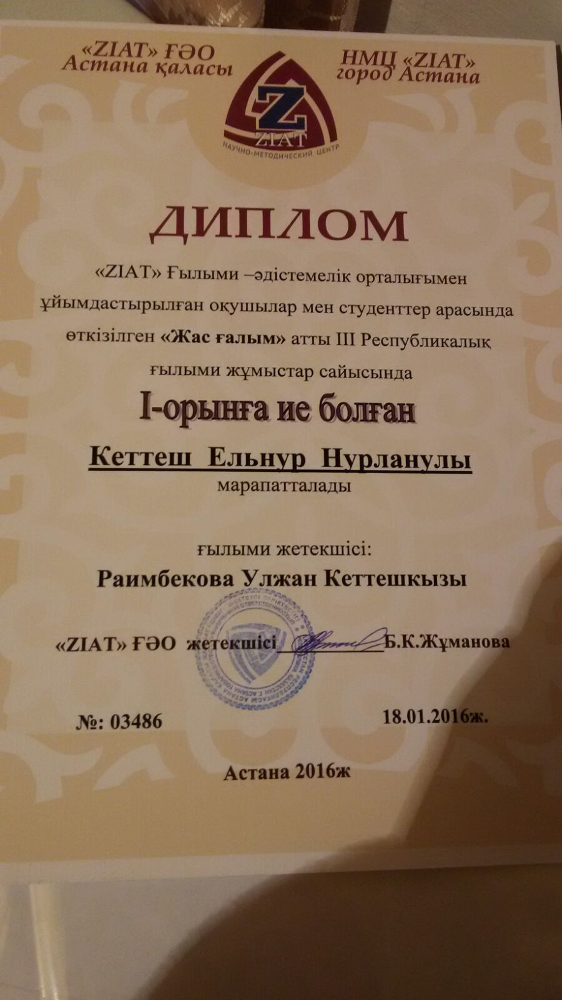 «ZIAT» ҒӘО
Астана қаласы
НМЦ «ZIAT»
город Астана
Z
ZIAT
НАУЧНО-МЕТОДИЧЕСКИЙ ЦЕНТР
ДИПЛОМ
«ZIAT» Ғылыми –әдістемелік орталығымен
ұйымдастырылған оқушылар мен студенттер арасында
өткізілген «Жас ғалым» атты III Республикалық
ғылыми жұмыстар сайысында
I-орынға ие болған
Кеттеш Ельнур Нурланулы
марапатталады
ғылыми жетекшісі:
Раимбекова Улжан Кеттешкызы
«ZIAT» ҒӘО жетекшісі Б.К.Жұманова
№: 03486
18.01.2016ж.
Астана 2016ж